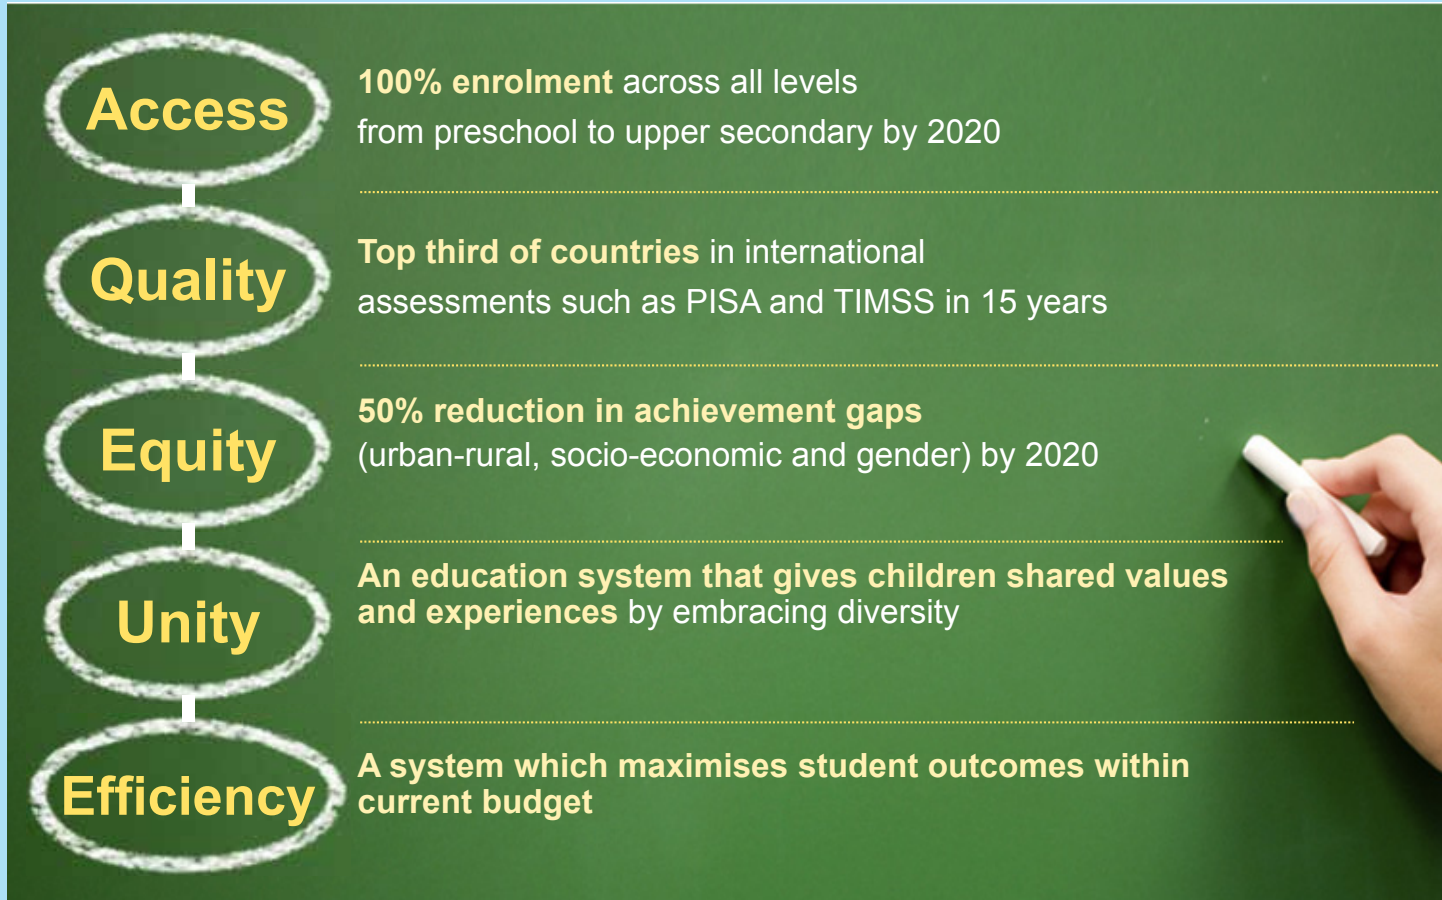 Access
100% enrolment across all levels
from preschool to upper secondary by 2020
Quality
Top third of countries in international
assessments such as PISA and TIMSS in 15 years
Equity
50% reduction in achievement gaps
(urban-rural, socio-economic and gender) by 2020
Unity
An education system that gives children shared values
and experiences by embracing diversity
Efficiency
A system which maximises student outcomes within
current budget